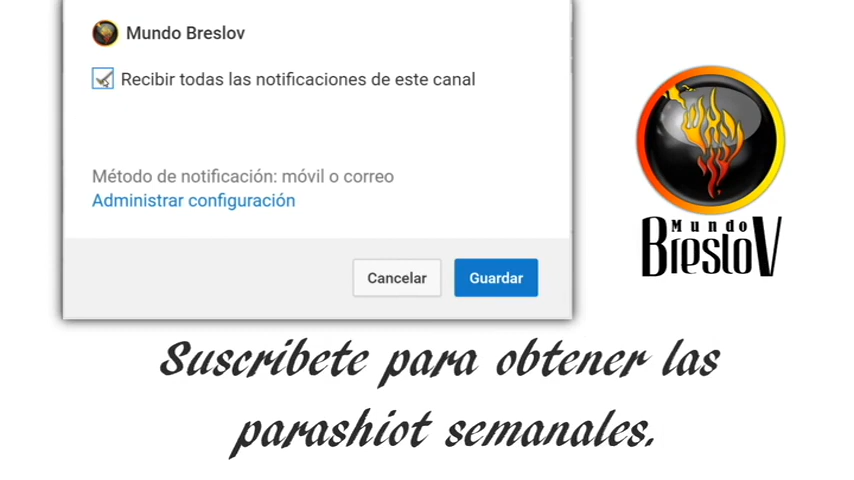 Mundo Breslov
Recibir todas las notificaciones de este canal
Método de notificación: móvil o correo
Administrar configuración
Cancelar
Guardar
Mundo
Breslov
Suscribete para obtener las
parashiot semanales.